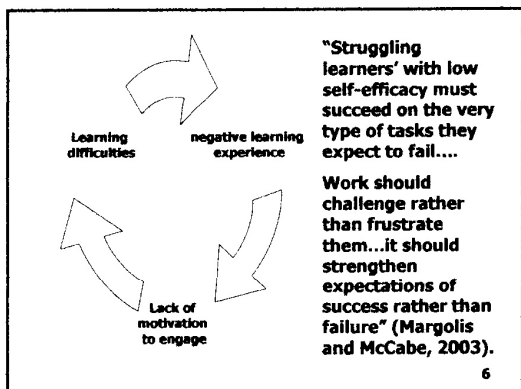 Learning
difficulties
negative learning
experience
Lack of
motivation
to engage
"Struggling
learners' with low
self-efficacy must
succeed on the very
type of tasks they
expect to fail....
Work should
challenge rather
than frustrate
them...it should
strengthen
expectations of
success rather than
failure" (Margolis
and McCabe, 2003).
6